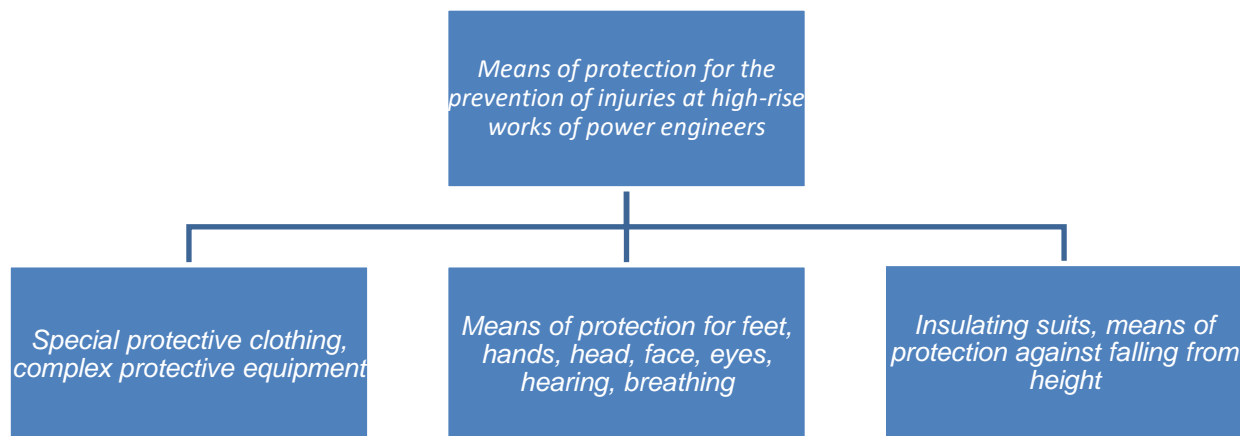 Means of protection for the
prevention of injuries at high-rise
works of power engineers
Special protective clothing,
complex protective equipment
Means of protection for feet,
hands, head, face, eyes,
hearing, breathing
Insulating suits, means of
protection against falling from
height